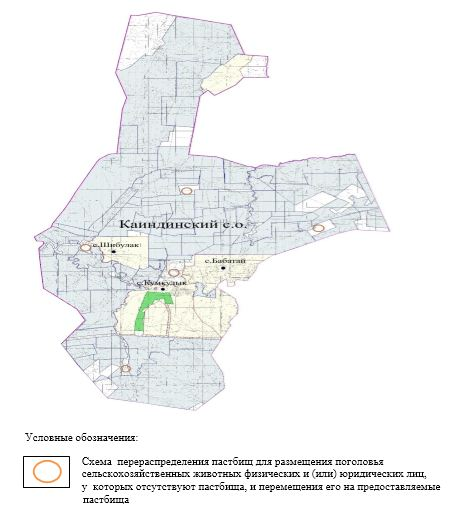 Каиндинский с.о.
с.Шибулак
с.Бабатай
с.Кумкулык
Условные обозначения:
Схема перераспределения пастбищ для размещения поголовья
сельскохозяйственных животных физических и (или) юридических лиц,
у которых отсутствуют пастбища, и перемещения его на предоставляемые
пастбища